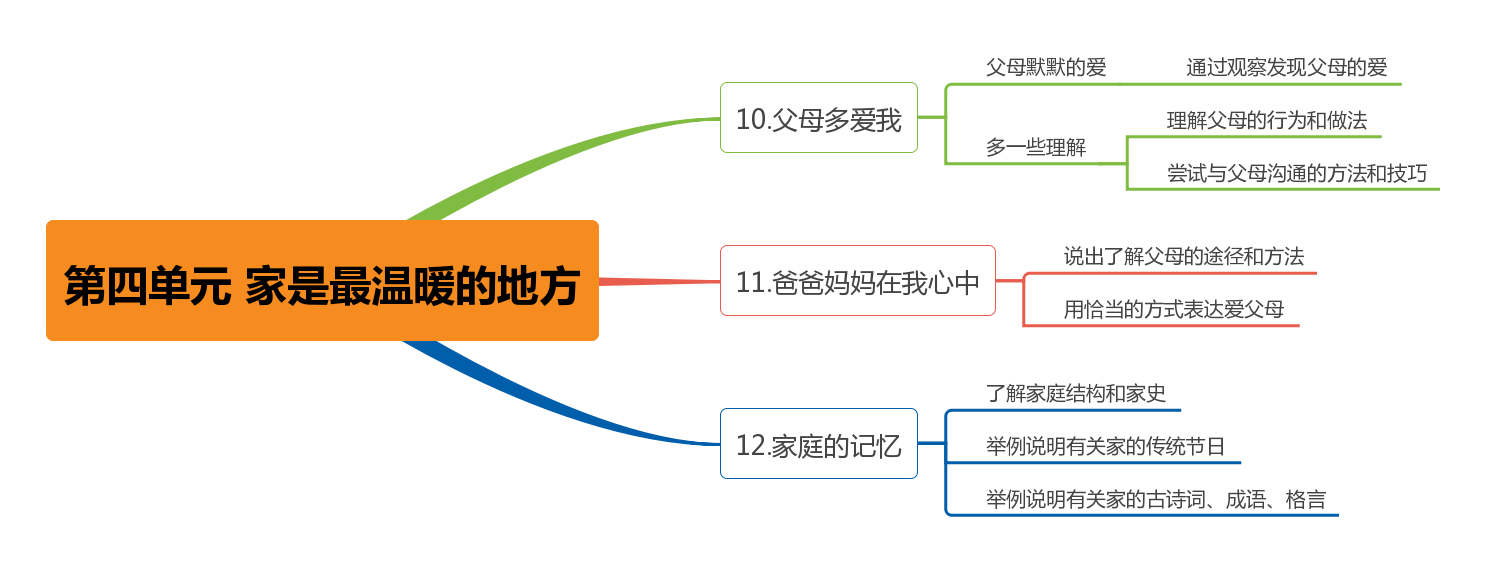 第四单元 家是最温暖的地方
10.父母多爱我
父母默默的爱
通过观察发现父母的爱
多一些理解
理解父母的行为和做法
尝试与父母沟通的方法和技巧
11.爸爸妈妈在我心中
说出了解父母的途径和方法
用恰当的方式表达爱父母
12.家庭的记忆
了解家庭结构和家史
举例说明有关家的传统节日
举例说明有关家的古诗词、成语、格言